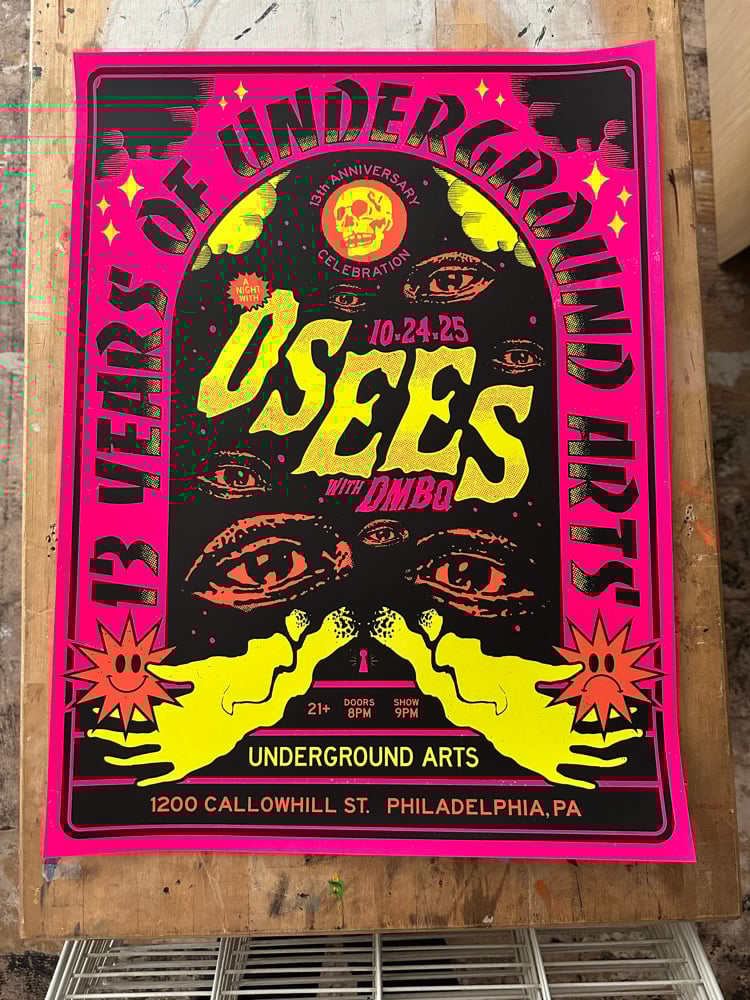 13 YEARS OF UNDERGROUND ARTS'
13th ANNIVERSARY
CELEBRATION
A
NIGHT
WITH
10-24-25
OSEES
WITH DMBQ
21+
DOORS
8PM
SHOW
9PM
UNDERGROUND ARTS
1200 CALLOWHILL ST. PHILADELPHIA, PA